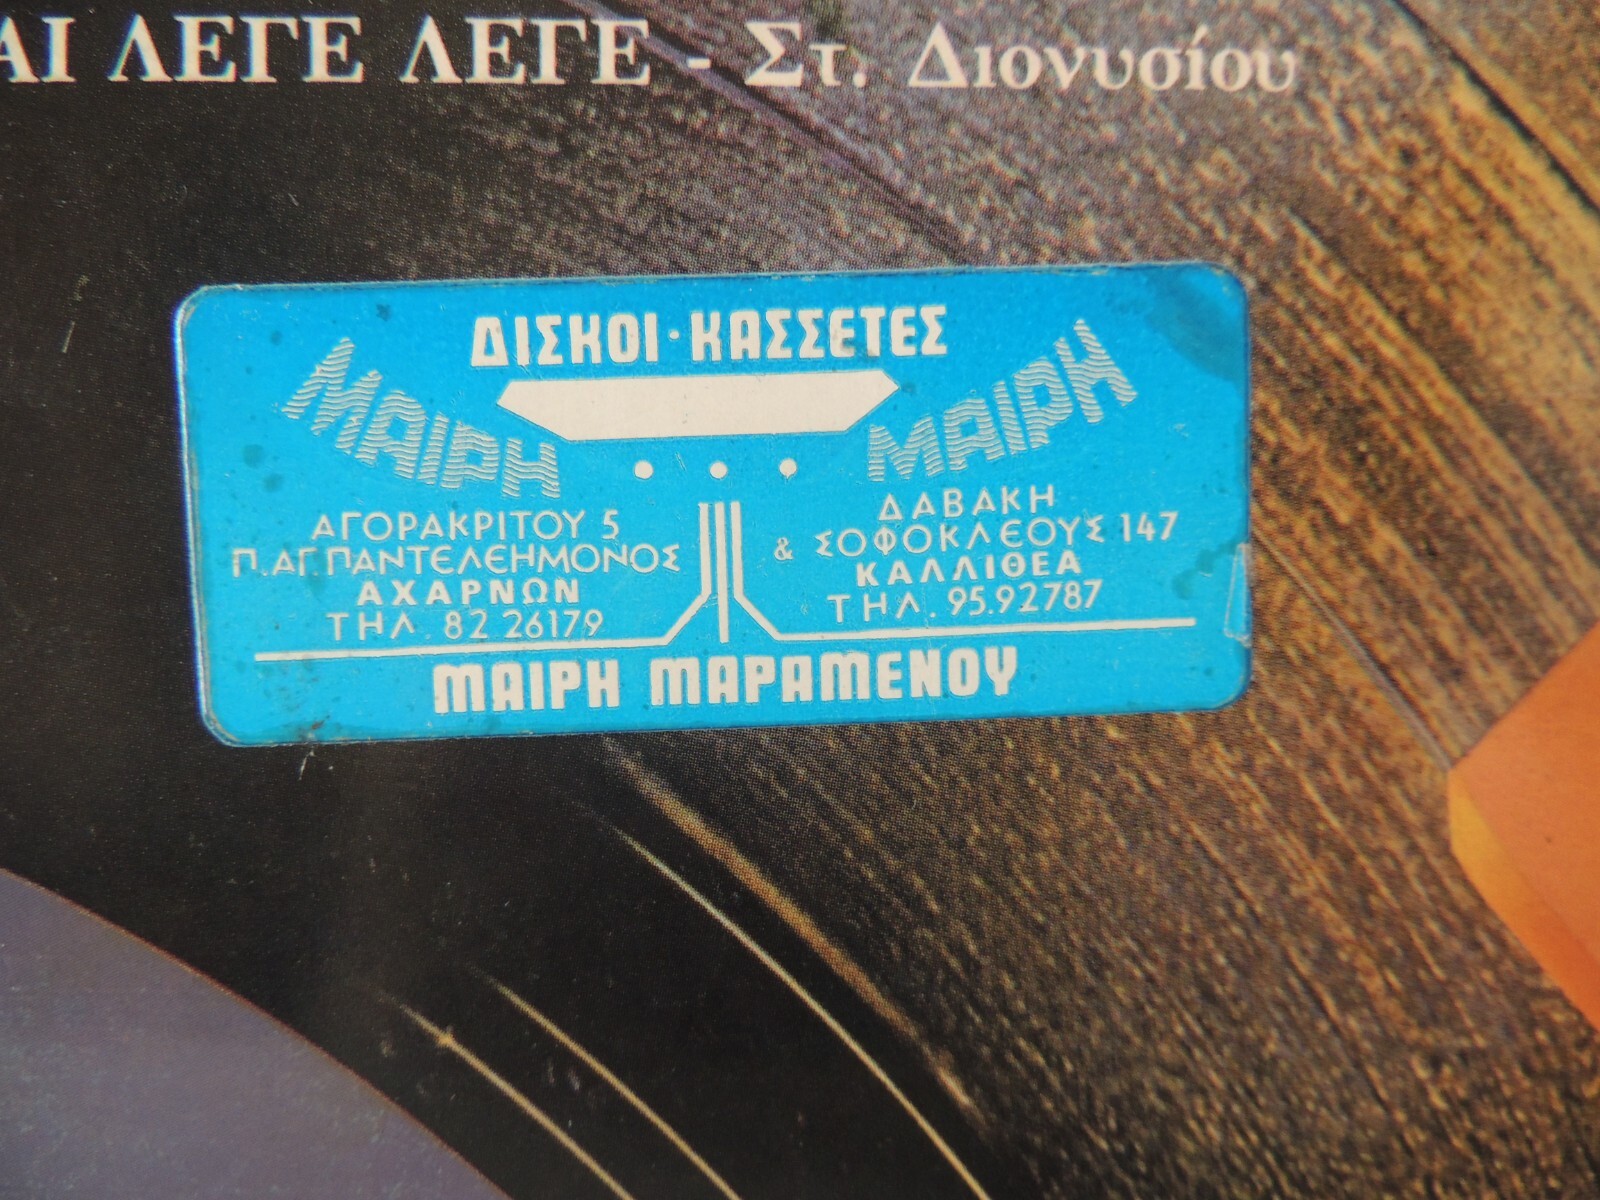 ΑΙ ΛΕΓΕ ΛΕΓΕ - Στ. Διονυσίου
ΔΙΣΚΟΙ·ΚΑΣΣΕΤΕΣ
ΜΑΙΡΗ
ΜΑΙΡΗ
ΑΓΟΡΑΚΡΙΤΟΥ 5
Π.ΑΓ.ΠΑΝΤΕΛΕΗΜΟΝΟΣ
ΑΧΑΡΝΩΝ
ΤΗΛ. 82 26179
&
ΔΑΒΑΚΗ
ΣΟΦΟΚΛΕΟΥΣ 147
ΚΑΛΛΙΘΕΑ
ΤΗΛ. 95.92787
ΜΑΙΡΗ ΜΑΡΑΜΕΝΟΥ